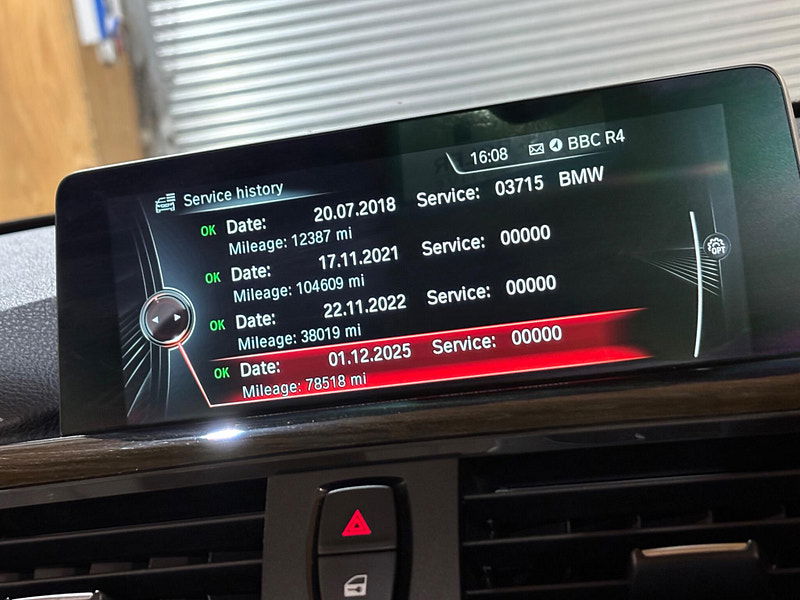 16:08 BBC R4
Service history
OK Date: 20.07.2018 Service: 03715 BMW
Mileage: 12387 mi
OK Date: 17.11.2021 Service: 00000
Mileage: 104609 mi
OK Date: 22.11.2022 Service: 00000
Mileage: 38019 mi
OK Date: 01.12.2025 Service: 00000
Mileage: 78518 mi
OPT